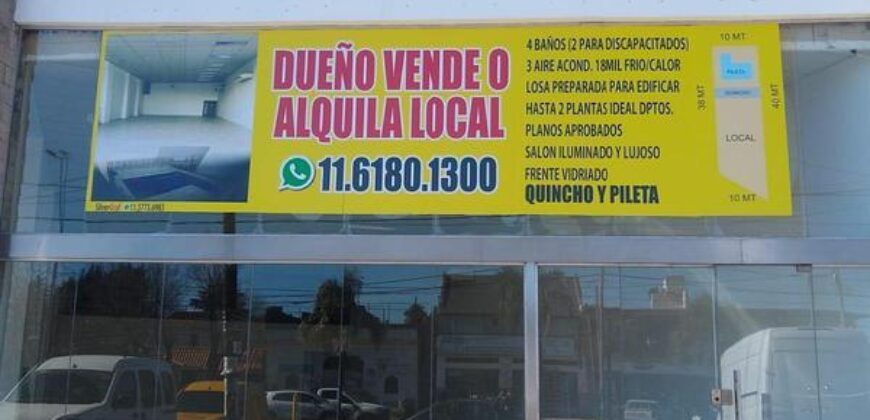 DUEÑO VENDE O
ALQUILA LOCAL
11.6180.1300
4 BAÑOS (2 PARA DISCAPACITADOS)
3 AIRE ACOND. 18MIL FRIO/CALOR
LOSA PREPARADA PARA EDIFICAR
HASTA 2 PLANTAS IDEAL DPTOS.
PLANOS APROBADOS
SALON ILUMINADO Y LUJOSO
FRENTE VIDRIADO
QUINCHO Y PILETA
10 MT
PILETA
QUINCHO
38 MT
40 MT
LOCAL
10 MT